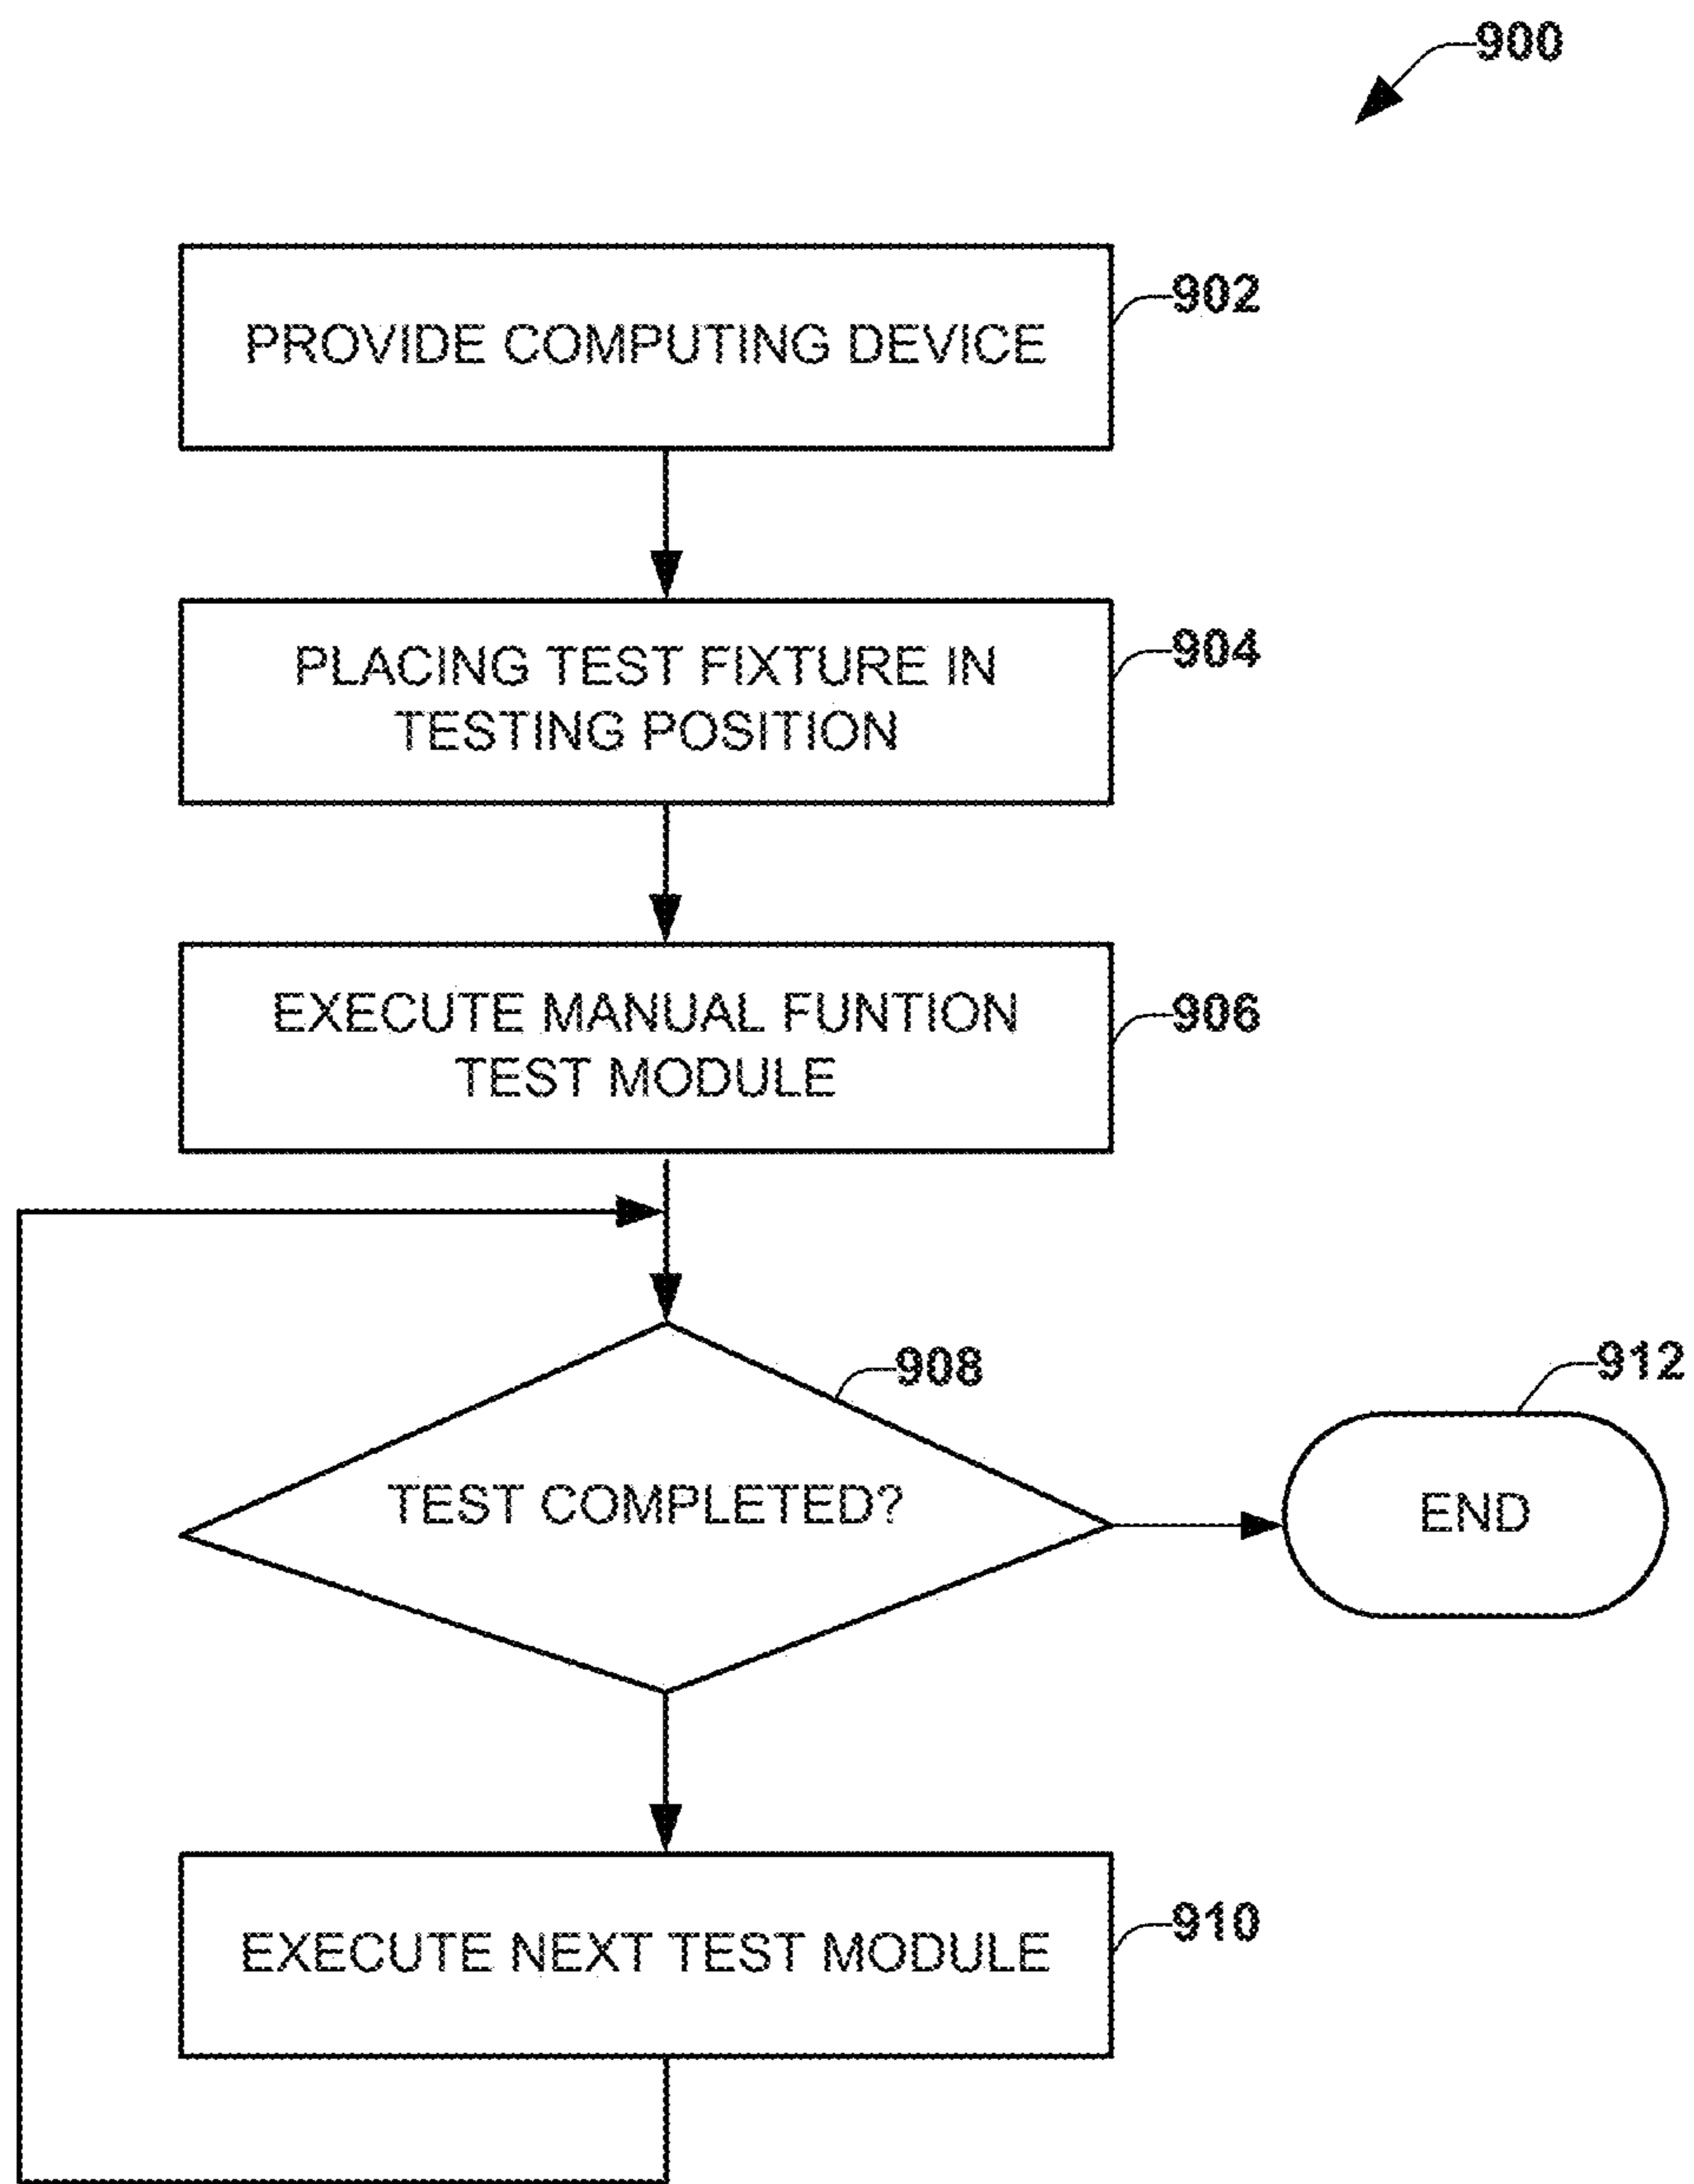 900
PROVIDE COMPUTING DEVICE
902
PLACING TEST FIXTURE IN
TESTING POSITION
904
EXECUTE MANUAL FUNTION
TEST MODULE
906
TEST COMPLETED?
908
END
912
EXECUTE NEXT TEST MODULE
910